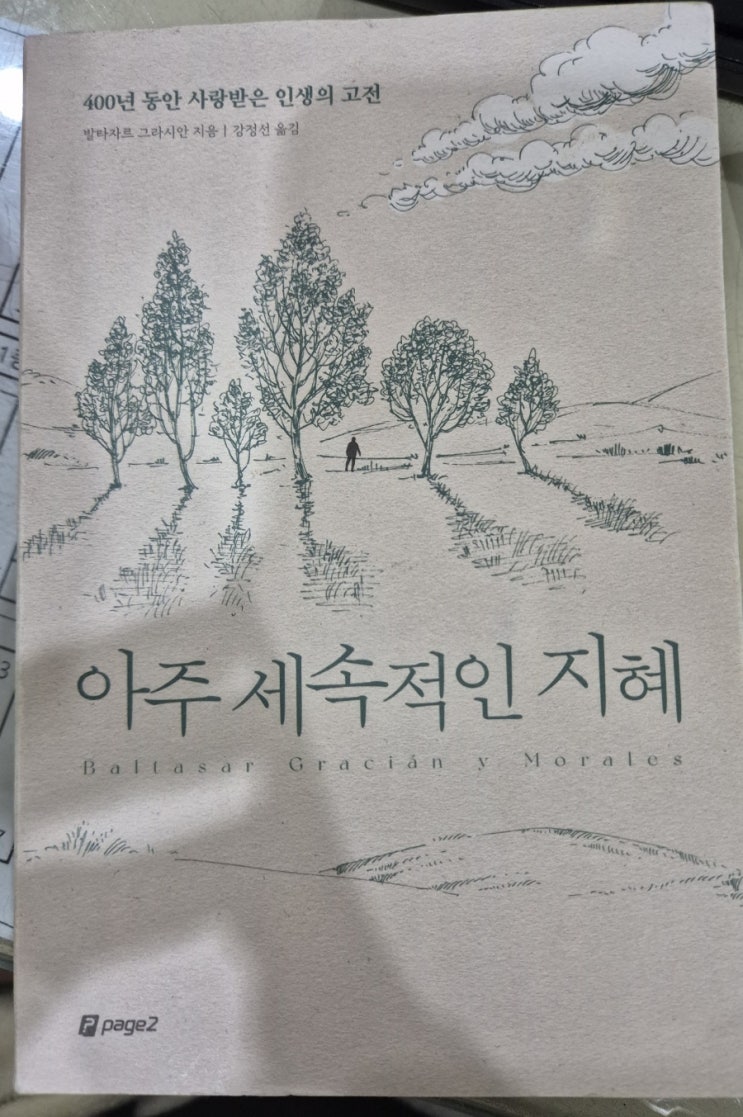 400년 동안 사랑받은 인생의 고전
발타자르 그라시안 지음 | 강정선 옮김
아주 세속적인 지혜
Baltasar Gracián y Morales
page2